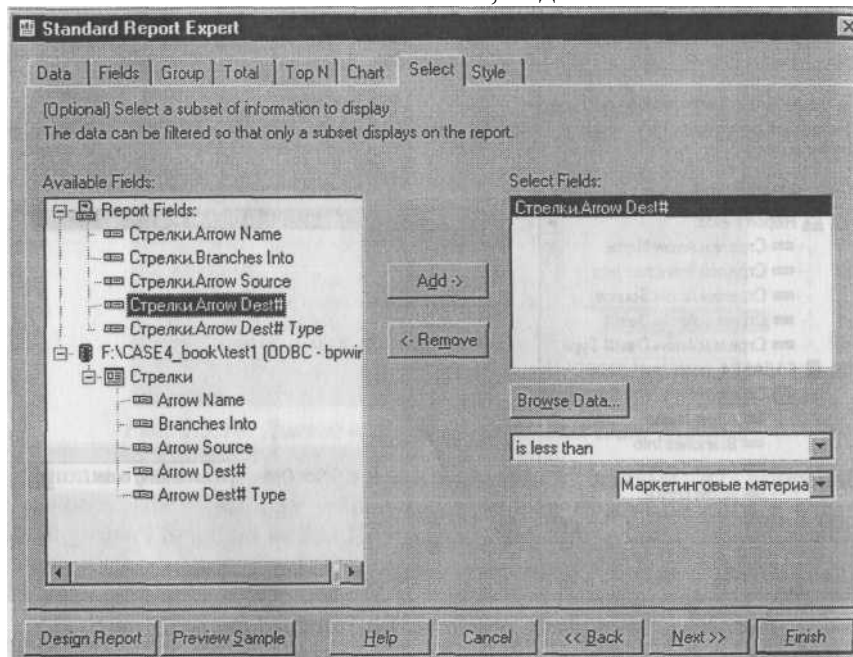 Standard Report Expert
Data Fields Group Total Top N Chart Select Style
(Optional) Select a subset of information to display
The data can be filtered so that only a subset displays on the report.
Available Fields:
Report Fields:
Стрелки.Arrow Name
Стрелки.Branches Into
Стрелки.Arrow Source
Стрелки.Arrow Dest#
Стрелки.Arrow Dest# Type
F:\CASE4_book\test1 (ODBC - bpwir
Стрелки
Arrow Name
Branches Into
Arrow Source
Arrow Dest#
Arrow Dest# Type
Add ->
<- Remove
Select Fields:
Стрелки.Arrow Dest#
Browse Data...
is less than
Маркетинговые материа
Design Report Preview Sample Help Cancel << Back Next >> Finish